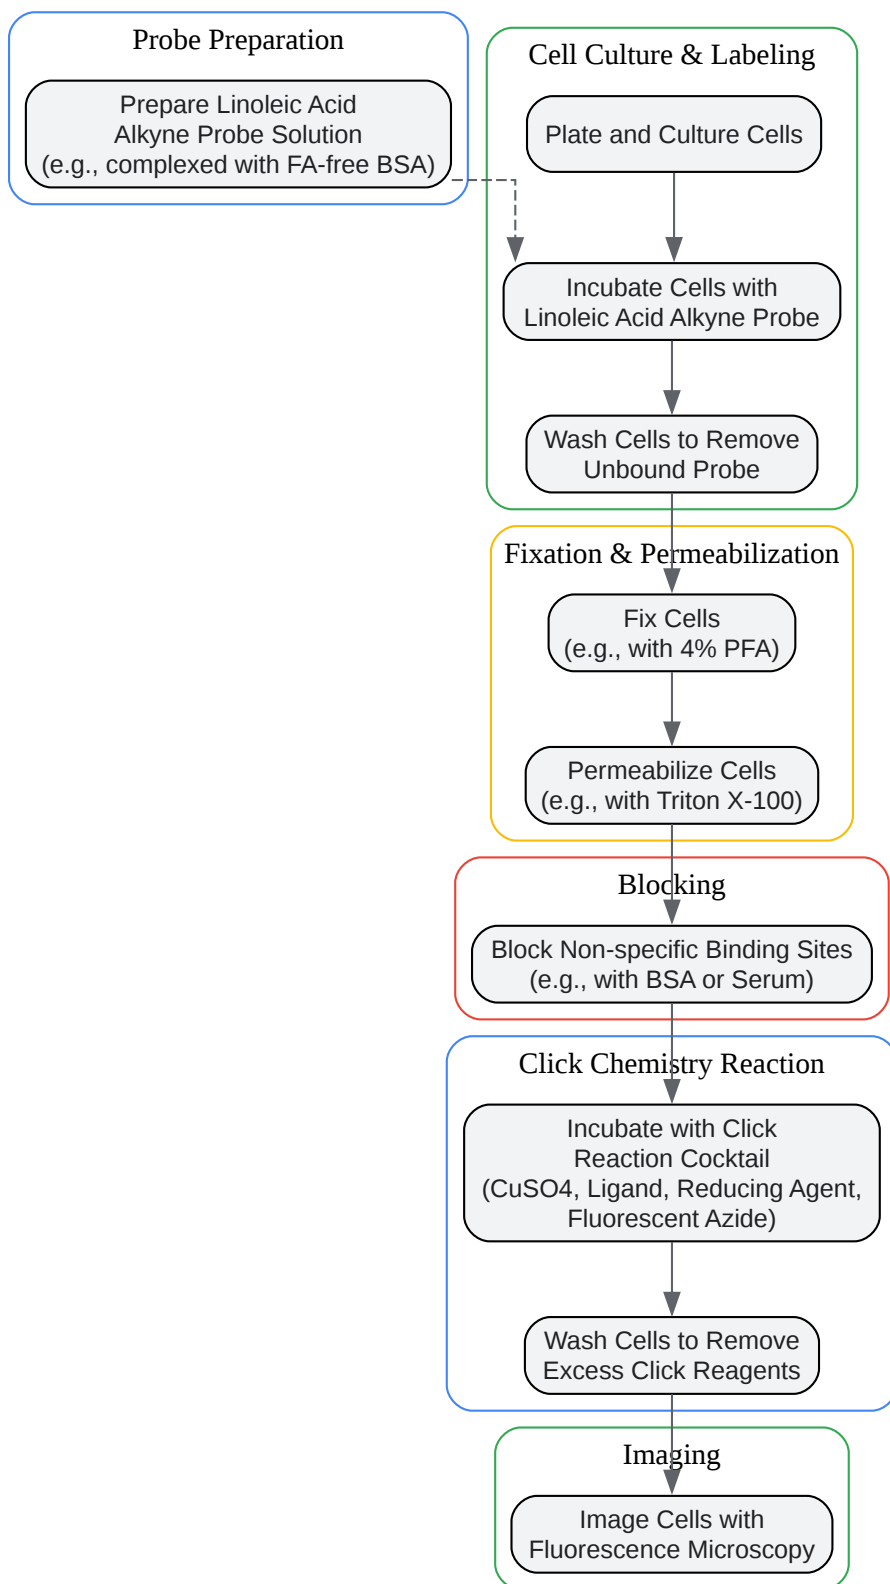 Probe Preparation
Prepare Linoleic Acid
Alkyne Probe Solution
(e.g., complexed with FA-free BSA)
Cell Culture & Labeling
Plate and Culture Cells
Incubate Cells with
Linoleic Acid Alkyne Probe
Wash Cells to Remove
Unbound Probe
Fixation & Permeabilization
Fix Cells
(e.g., with 4% PFA)
Permeabilize Cells
(e.g., with Triton X-100)
Blocking
Block Non-specific Binding Sites
(e.g., with BSA or Serum)
Click Chemistry Reaction
Incubate with Click
Reaction Cocktail
(CuSO4, Ligand, Reducing Agent,
Fluorescent Azide)
Wash Cells to Remove
Excess Click Reagents
Imaging
Image Cells with
Fluorescence Microscopy